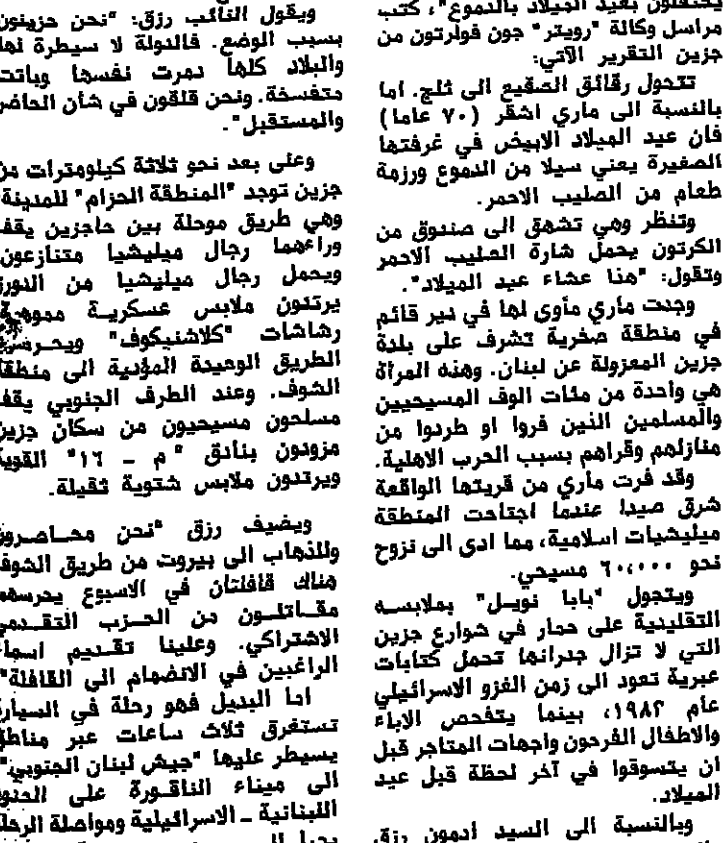 يحتفلون بعيد الميلاد بالدموع"، كتب
مراسل وكالة "رويتر" جون فولرتون من
جزين التقرير الآتي:
تتحول رقائق الصقيع الى ثلج. اما
بالنسبة الى ماري اشقر (٧٠ عاما)
فان عيد الميلاد الابيض في غرفتها
الصغيرة يعني سيلا من الدموع ورزمة
طعام من الصليب الاحمر.
وتنظر وهي تشهق الى صندوق من
الكرتون يحمل شارة الصليب الاحمر
وتقول: "هذا عشاء عيد الميلاد".
وجدت ماري مأوى لها في دير قائم
في منطقة صخرية تشرف على بلدة
جزين المعزولة عن لبنان. وهذه المرأة
هي واحدة من مئات الوف المسيحيين
والمسلمين الذين فروا او طردوا من
منازلهم وقراهم بسبب الحرب الاهلية.
وقد فرت ماري من قريتها الواقعة
شرق صيدا عندما اجتاحت المنطقة
ميليشيات اسلامية، مما ادى الى نزوح
نحو ٦٠،٠٠٠ مسيحي.
ويتجول "بابا نويل" بملابسه
التقليدية على حمار في شوارع جزين
التي لا تزال جدرانها تحمل كتابات
عبرية تعود الى زمن الغزو الاسرائيلي
عام ١٩٨٢، بينما يتفحص الاباء
والاطفال الفرحون واجهات المتاجر قبل
ان يتسوقوا في آخر لحظة قبل عيد
الميلاد.
وبالنسبة الى السيد أدمون رزق
ويقول النائب رزق: "نحن حزينون
بسبب الوضع. فالدولة لا سيطرة لها
والبلاد كلها دمرت نفسها وباتت
متفسخة. ونحن قلقون في شأن الحاضر
والمستقبل".
وعلى بعد نحو ثلاثة كيلومترات من
جزين توجد "المنطقة الحزام" للمدينة،
وهي طريق موحلة بين حاجزين يقف
وراءهما رجال ميليشيا متنازعون.
ويحمل رجال ميليشيا من الدروز
يرتدون ملابس عسكرية مموهة
رشاشات "كلاشنيكوف" ويحرسون
الطريق الوحيدة المؤدية الى منطقة
الشوف. وعند الطرف الجنوبي يقف
مسلحون مسيحيون من سكان جزين
مزودون بنادق " م ــ ١٦" القوية
ويرتدون ملابس شتوية ثقيلة.
ويضيف رزق "نحن محاصرون
وللذهاب الى بيروت من طريق الشوف
هناك قافلتان في الاسبوع يحرسهما
مقاتلون من الحزب التقدمي
الاشتراكي. وعلينا تقديم اسماء
الراغبين في الانضمام الى القافلة".
اما البديل فهو رحلة في السيارة
تستغرق ثلاث ساعات عبر مناطق
يسيطر عليها "جيش لبنان الجنوبي"
الى ميناء الناقورة على الحدود
اللبنانية ــ الاسرائيلية ومواصلة الرحلة